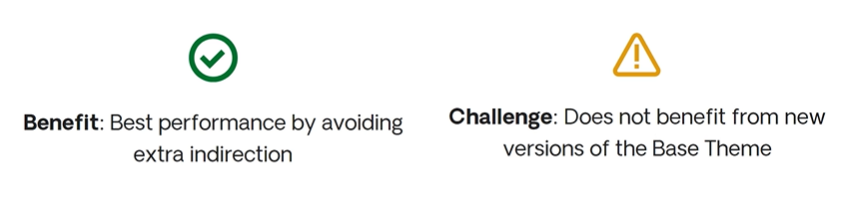 Benefit: Best performance by avoiding
extra indirection
Challenge: Does not benefit from new
versions of the Base Theme